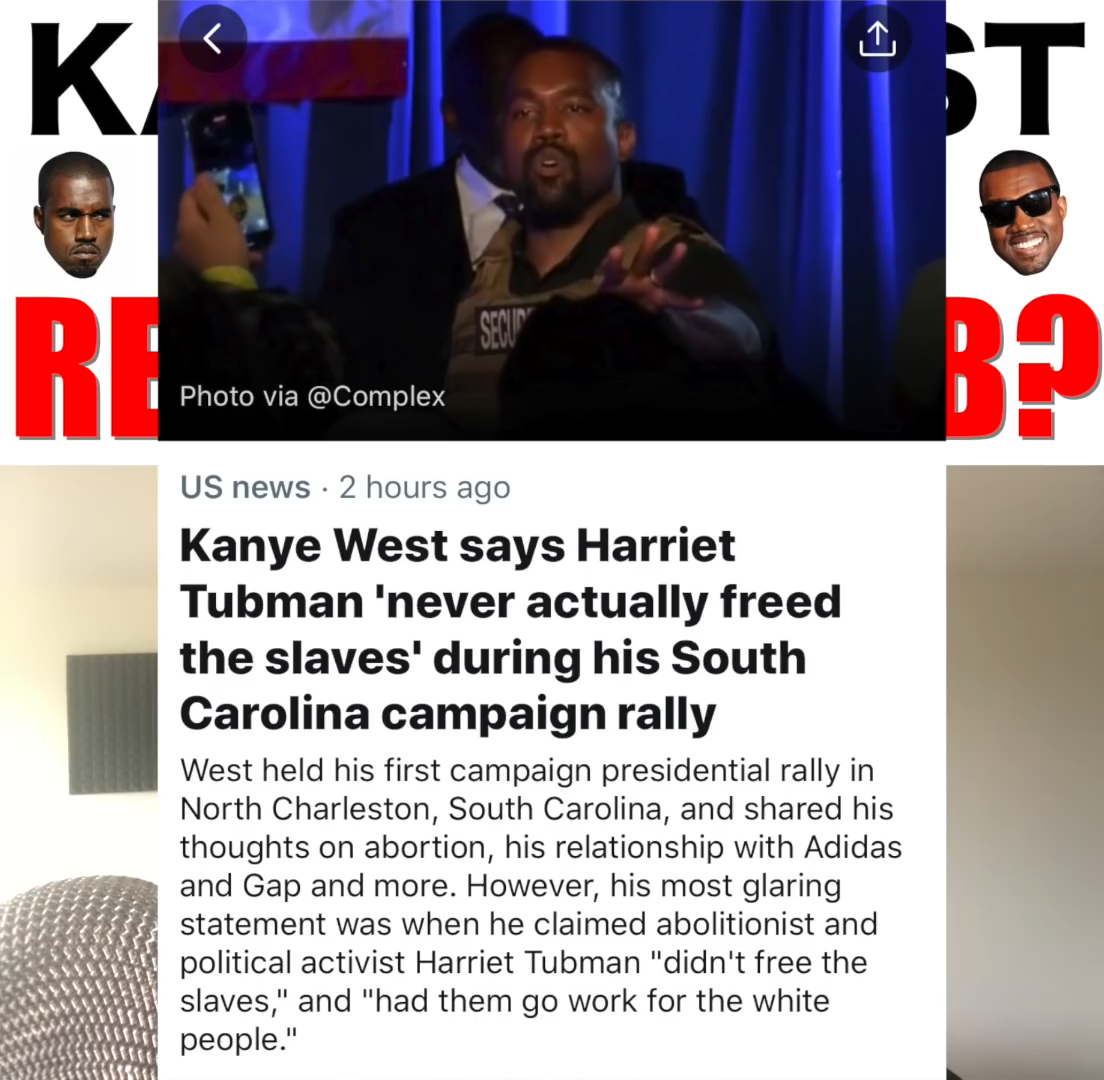 K ST
SECUR
RE B?
Photo via @Complex
US news · 2 hours ago
Kanye West says Harriet
Tubman 'never actually freed
the slaves' during his South
Carolina campaign rally
West held his first campaign presidential rally in
North Charleston, South Carolina, and shared his
thoughts on abortion, his relationship with Adidas
and Gap and more. However, his most glaring
statement was when he claimed abolitionist and
political activist Harriet Tubman "didn't free the
slaves," and "had them go work for the white
people."